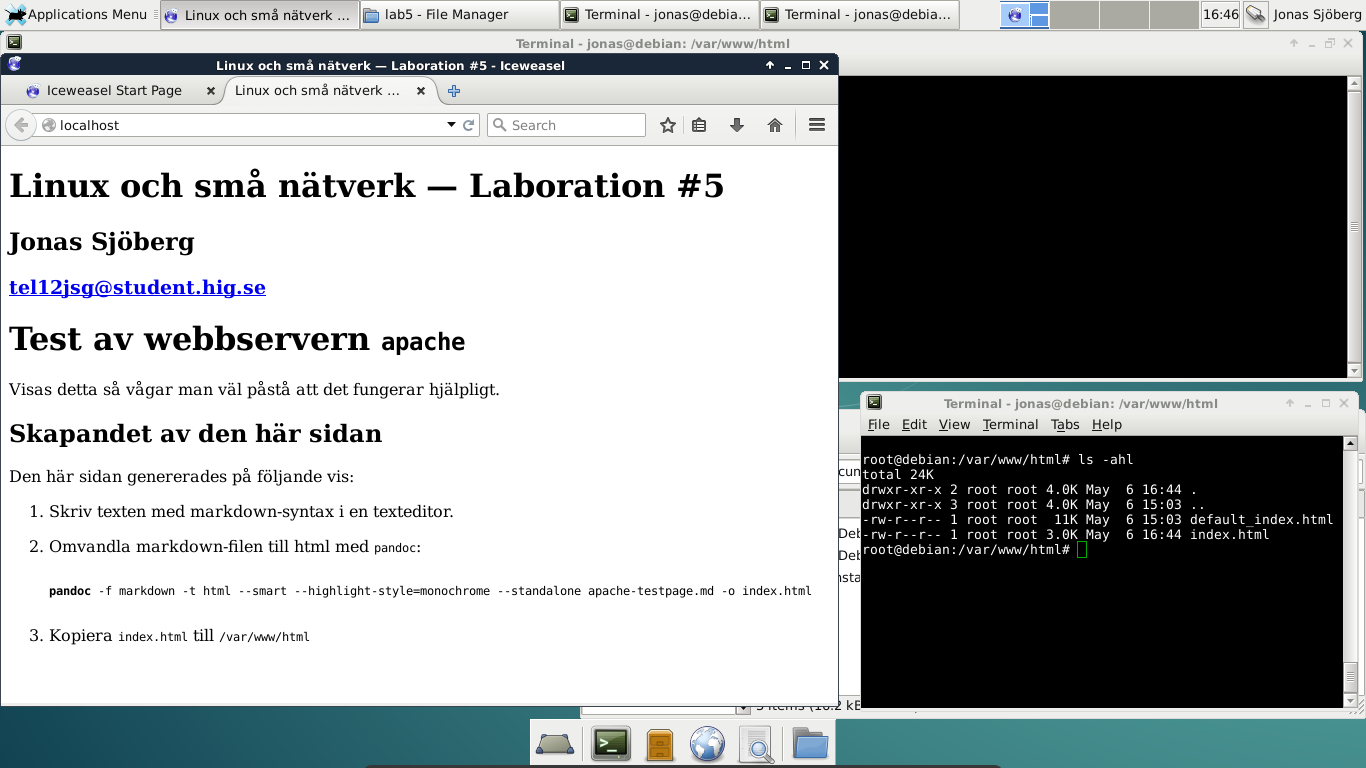 Applications Menu
Linux och små nätverk ...
lab5 - File Manager
Terminal - jonas@debia...
Terminal - jonas@debia...
16:46
Jonas Sjöberg
Terminal - jonas@debian: /var/www/html
Linux och små nätverk — Laboration #5 - Iceweasel
Iceweasel Start Page
Linux och små nätverk ...
localhost
Search
Linux och små nätverk — Laboration #5
Jonas Sjöberg
tel12jsg@student.hig.se
Test av webbservern apache
Visas detta så vågar man väl påstå att det fungerar hjälpligt.
Skapandet av den här sidan
Den här sidan genererades på följande vis:
1. Skriv texten med markdown-syntax i en texteditor.
2. Omvandla markdown-filen till html med pandoc:
pandoc -f markdown -t html --smart --highlight-style=monochrome --standalone apache-testpage.md -o index.html
3. Kopiera index.html till /var/www/html
Terminal - jonas@debian: /var/www/html
File Edit View Terminal Tabs Help
root@debian:/var/www/html# ls -ahl
total 24K
drwxr-xr-x 2 root root 4.0K May  6 16:44 .
drwxr-xr-x 3 root root 4.0K May  6 15:03 ..
-rw-r--r-- 1 root root  11K May  6 15:03 default_index.html
-rw-r--r-- 1 root root 3.0K May  6 16:44 index.html
root@debian:/var/www/html#